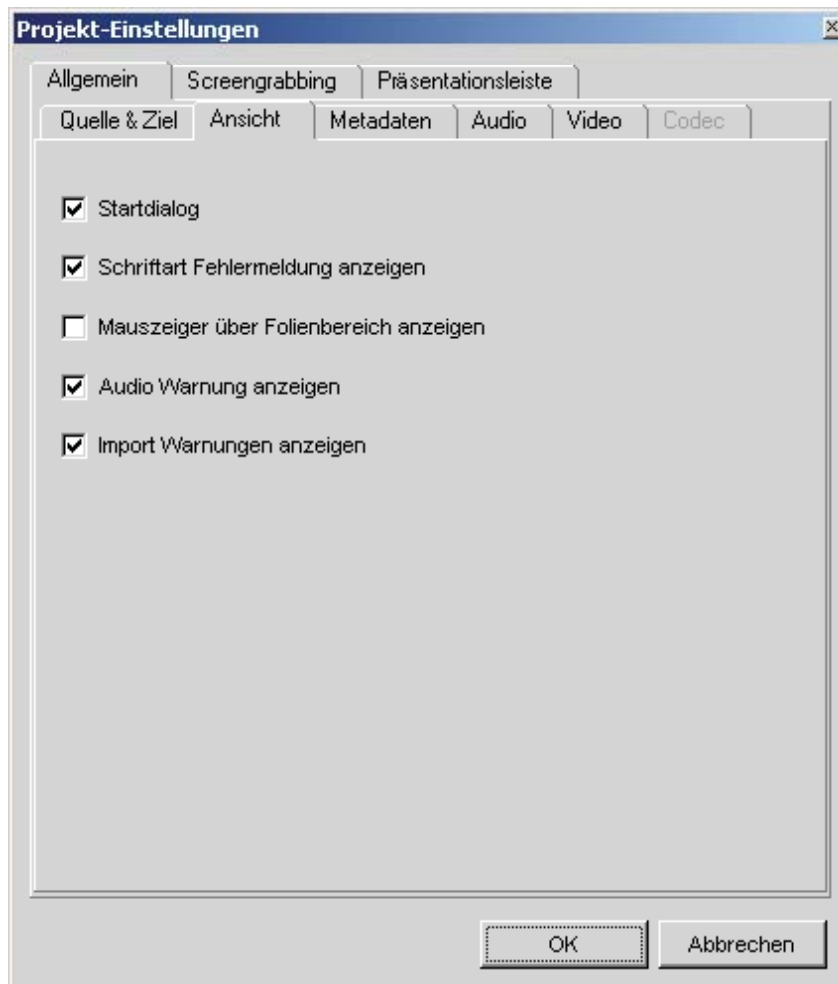 Projekt-Einstellungen
Allgemein Screengrabbing Präsentationsleiste
Quelle & Ziel Ansicht Metadaten Audio Video Codec
Startdialog
Schriftart Fehlermeldung anzeigen
Mauszeiger über Folienbereich anzeigen
Audio Warnung anzeigen
Import Warnungen anzeigen
OK Abbrechen